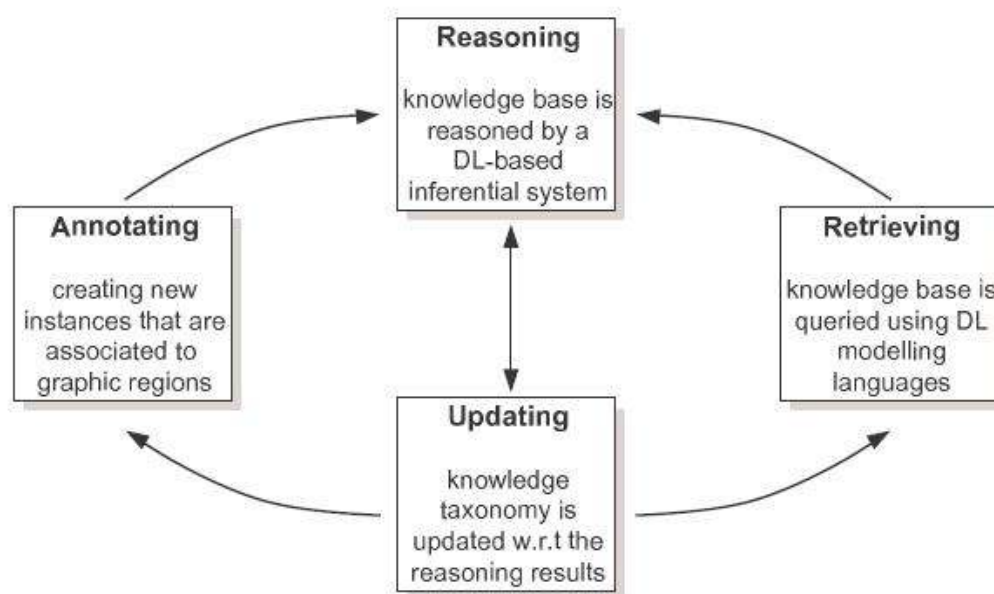 Reasoning
knowledge base is
reasoned by a
DL-based
inferential system
Annotating
creating new
instances that are
associated to
graphic regions
Retrieving
knowledge base is
queried using DL
modelling
languages
Updating
knowledge
taxonomy is
updated w.r.t the
reasoning results